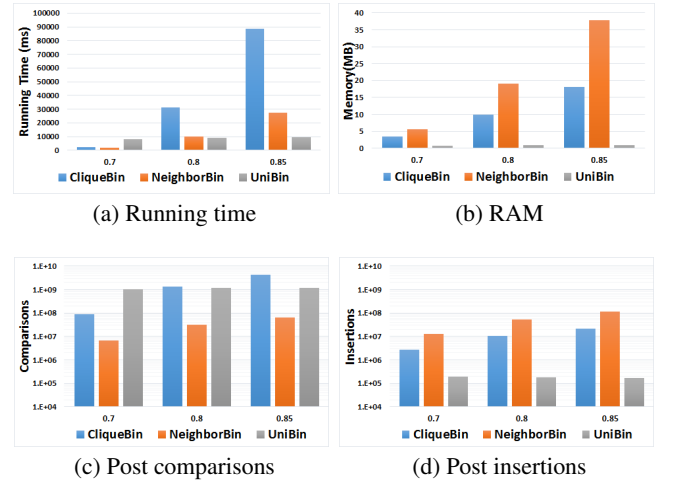 100000
90000
80000
70000
60000
50000
40000
30000
20000
10000
0
Running Time (ms)
0.7 0.8 0.85
CliqueBin NeighborBin UniBin
(a) Running time
40
35
30
25
20
15
10
5
0
Memory(MB)
0.7 0.8 0.85
CliqueBin NeighborBin UniBin
(b) RAM
1.E+10
1.E+09
1.E+08
1.E+07
1.E+06
1.E+05
1.E+04
Comparisons
0.7 0.8 0.85
CliqueBin NeighborBin UniBin
(c) Post comparisons
1.E+10
1.E+09
1.E+08
1.E+07
1.E+06
1.E+05
1.E+04
Insertions
0.7 0.8 0.85
CliqueBin NeighborBin UniBin
(d) Post insertions